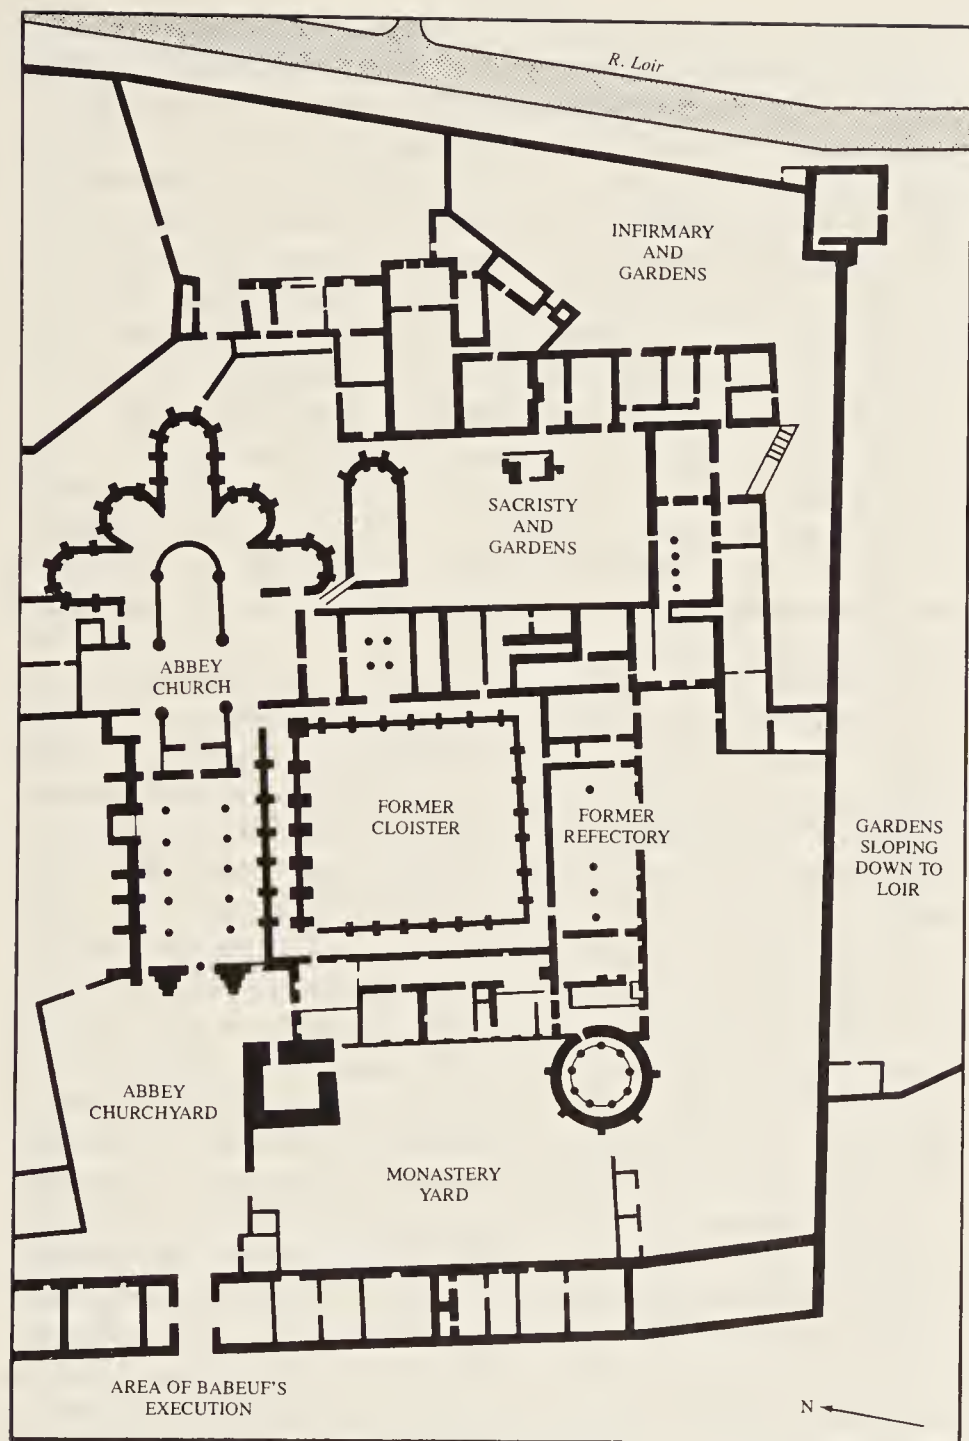 R. Loir
INFIRMARY
AND
GARDENS
SACRISTY
AND
GARDENS
ABBEY
CHURCH
FORMER
CLOISTER
FORMER
REFECTORY
GARDENS
SLOPING
DOWN TO
LOIR
ABBEY
CHURCHYARD
MONASTERY
YARD
AREA OF BABEUF'S
EXECUTION
N